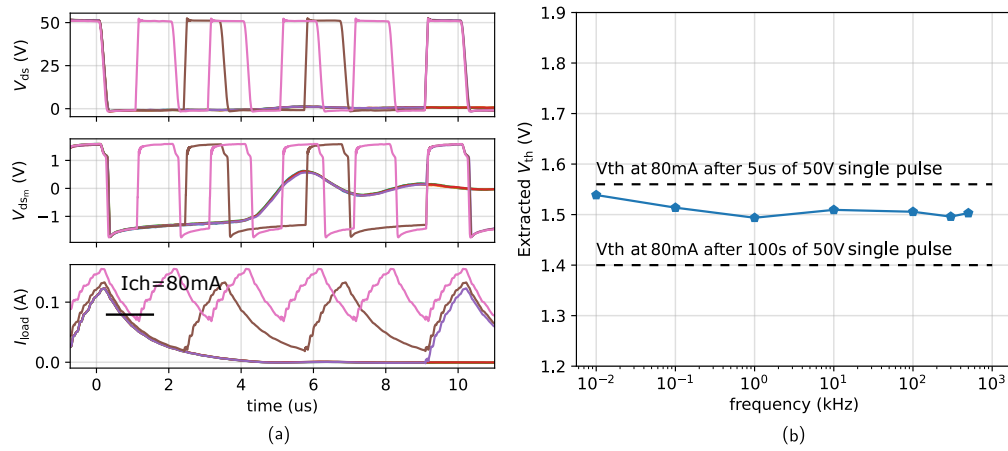 50
25
0
V_ds (V)
1
0
−1
V_ds_m (V)
0.1
0.0
I_load (A)
Ich=80mA
0
2
4
6
8
10
time (us)
(a)
1.9
1.8
1.7
1.6
1.5
1.4
1.3
1.2
Extracted V_th (V)
Vth at 80mA after 5us of 50V single pulse
Vth at 80mA after 100s of 50V single pulse
10^−2
10^−1
10^0
10^1
10^2
10^3
frequency (kHz)
(b)